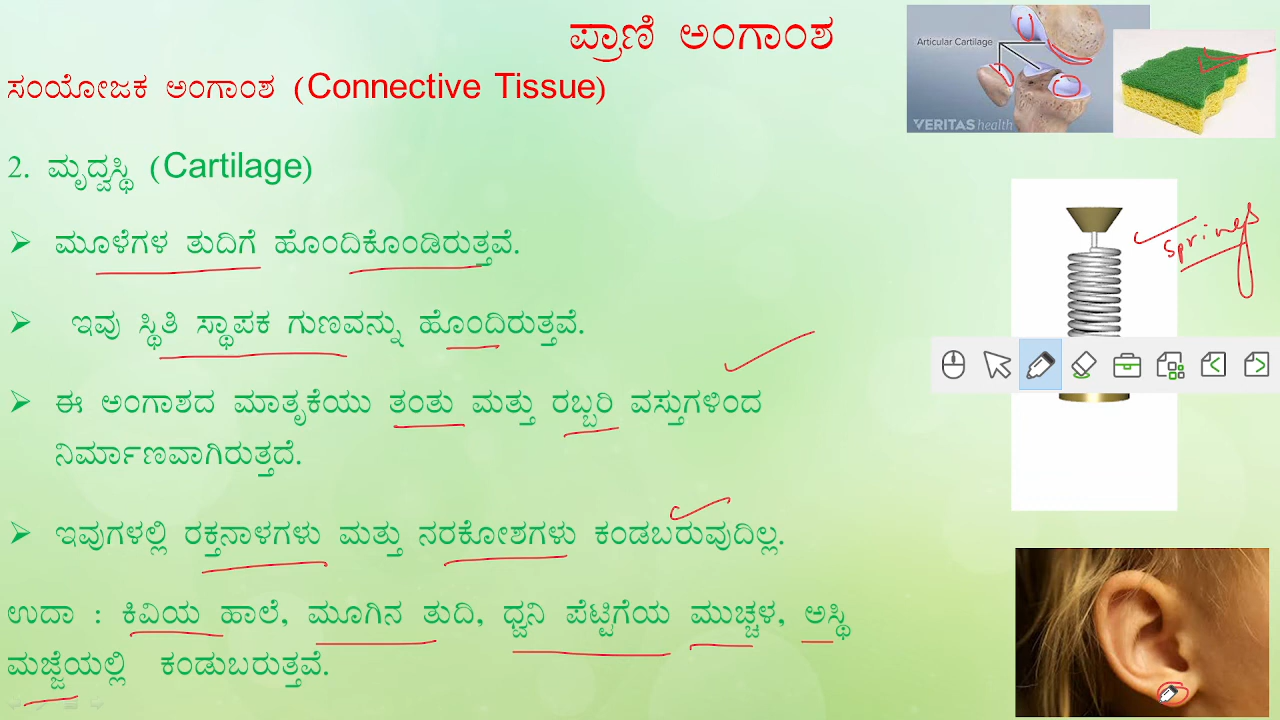 ಪ್ರಾಣಿ ಅಂಗಾಂಶ
ಸಂಯೋಜಕ ಅಂಗಾಂಶ (Connective Tissue)
2. ಮೃದ್ವಸ್ಥಿ (Cartilage)
➢ ಮೂಳೆಗಳ ತುದಿಗೆ ಹೊಂದಿಕೊಂಡಿರುತ್ತವೆ.
➢ ಇವು ಸ್ಥಿತಿ ಸ್ಥಾಪಕ ಗುಣವನ್ನು ಹೊಂದಿರುತ್ತವೆ.
➢ ಈ ಅಂಗಾಶದ ಮಾತೃಕೆಯು ತಂತು ಮತ್ತು ರಬ್ಬರಿ ವಸ್ತುಗಳಿಂದ
ನಿರ್ಮಾಣವಾಗಿರುತ್ತದೆ.
➢ ಇವುಗಳಲ್ಲಿ ರಕ್ತನಾಳಗಳು ಮತ್ತು ನರಕೋಶಗಳು ಕಂಡಬರುವುದಿಲ್ಲ.
ಉದಾ : ಕಿವಿಯ ಹಾಲೆ, ಮೂಗಿನ ತುದಿ, ಧ್ವನಿ ಪೆಟ್ಟಿಗೆಯ ಮುಚ್ಚಳ, ಅಸ್ಥಿ
ಮಜ್ಜೆಯಲ್ಲಿ ಕಂಡುಬರುತ್ತವೆ.
Articular Cartilage
VERITAS health
Springs